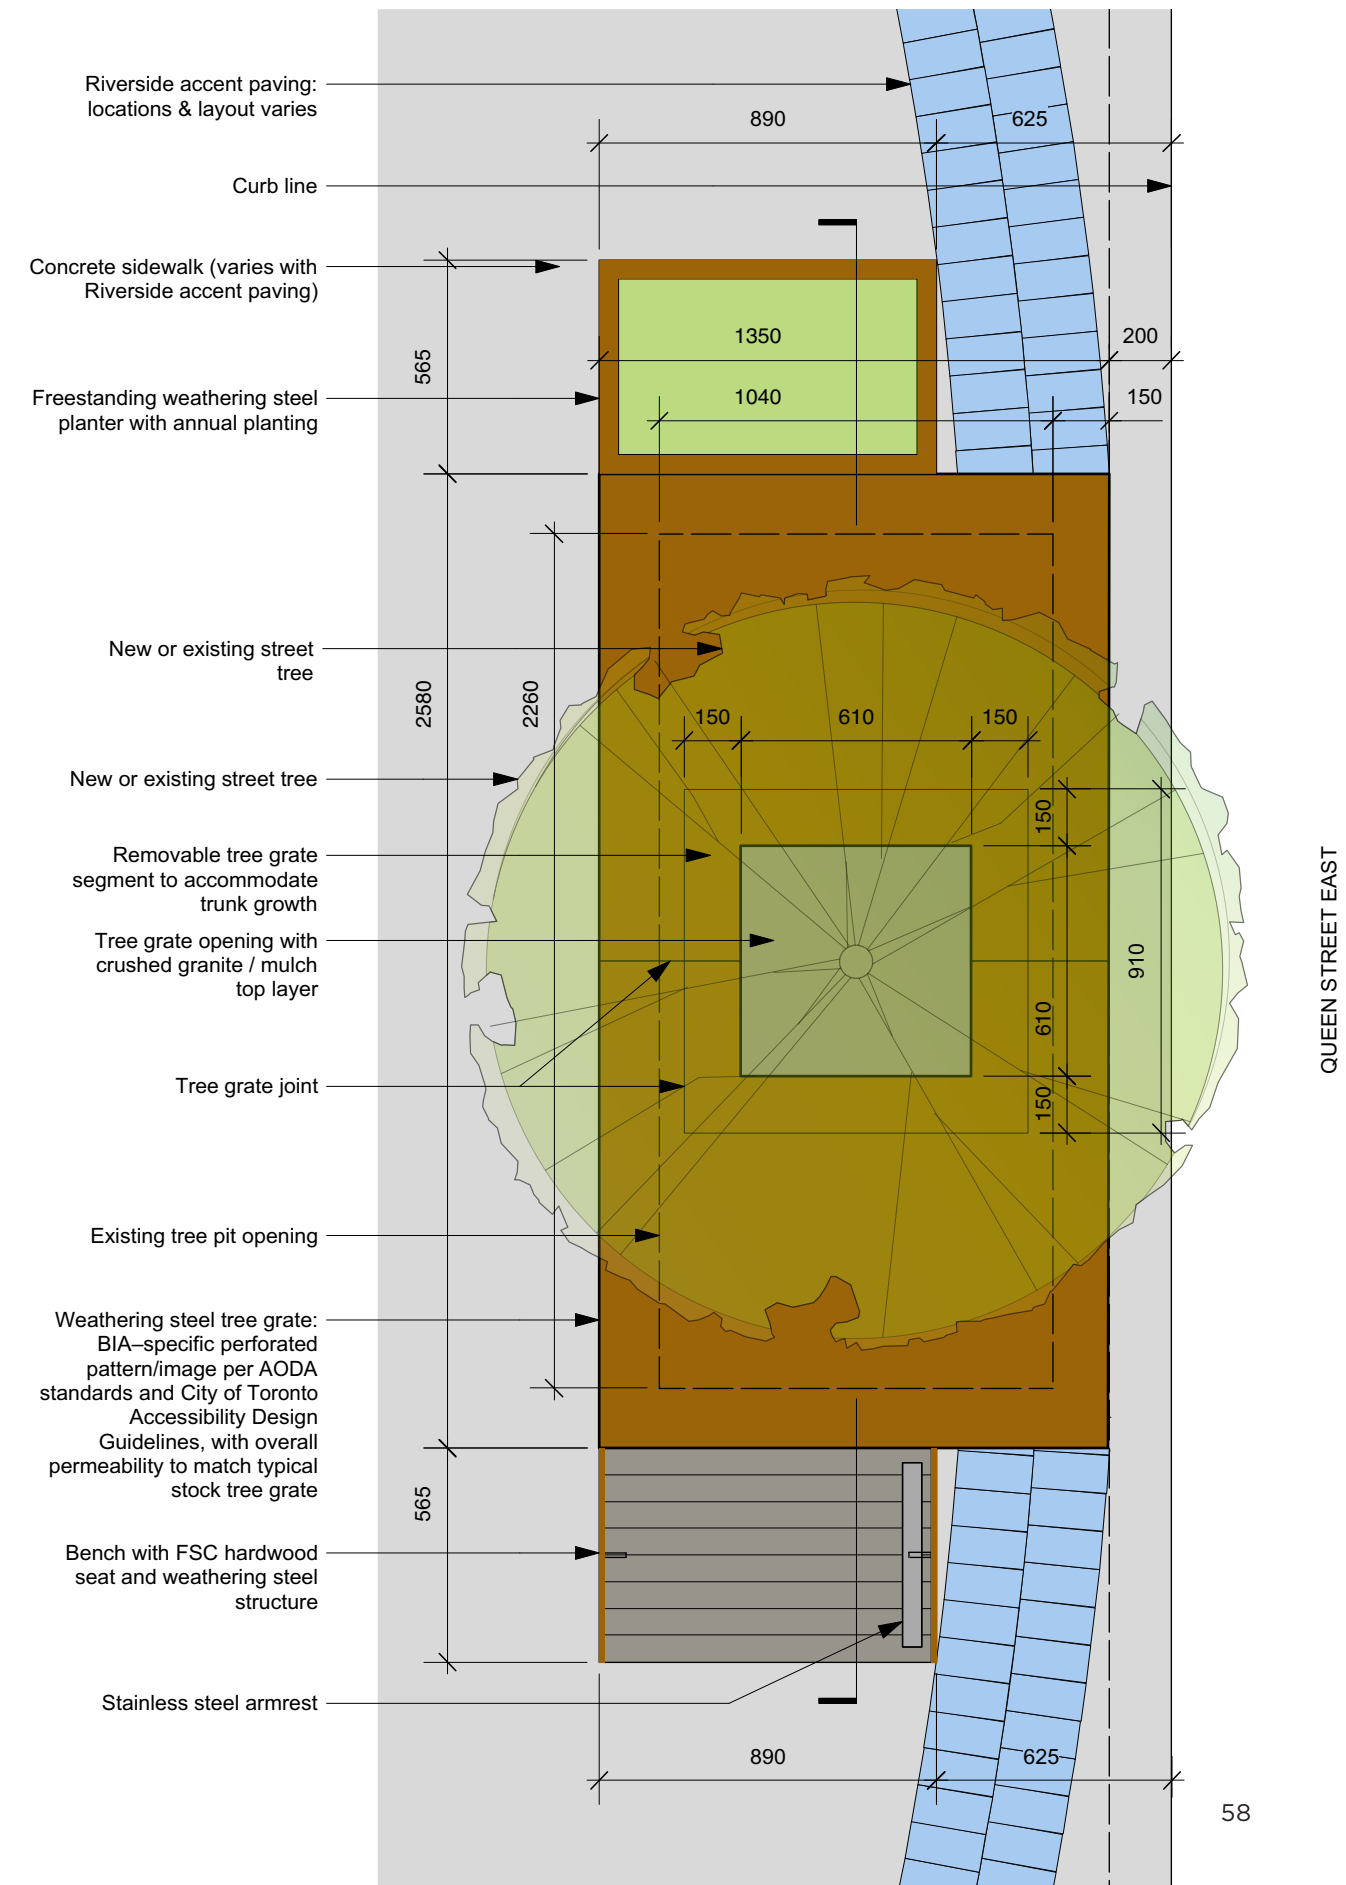 Riverside accent paving:
locations & layout varies
890
625
Curb line
Concrete sidewalk (varies with
Riverside accent paving)
1350
200
565
Freestanding weathering steel
planter with annual planting
1040
150
New or existing street
tree
2580
2260
150
610
150
New or existing street tree
150
Removable tree grate
segment to accommodate
trunk growth
Tree grate opening with
crushed granite / mulch
top layer
910
QUEEN STREET EAST
610
Tree grate joint
150
Existing tree pit opening
Weathering steel tree grate:
BIA–specific perforated
pattern/image per AODA
standards and City of Toronto
Accessibility Design
Guidelines, with overall
permeability to match typical
stock tree grate
565
Bench with FSC hardwood
seat and weathering steel
structure
Stainless steel armrest
890
625
58